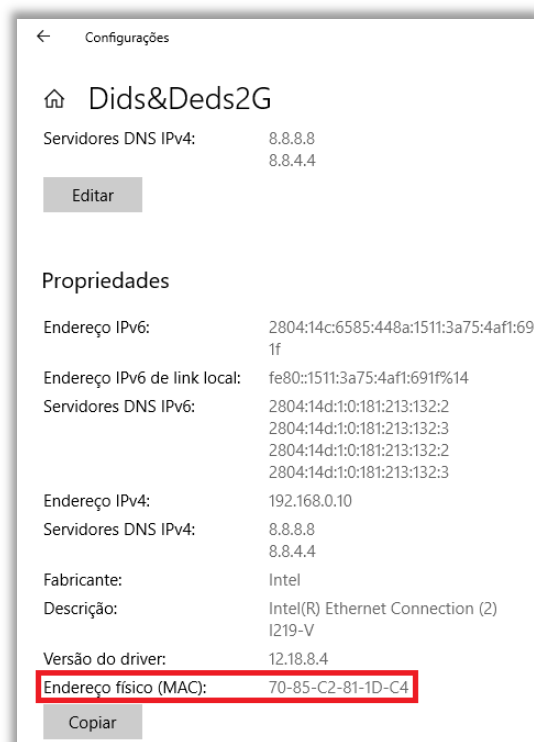 Configurações
Dids&Deds2G
Servidores DNS IPv4: 8.8.8.8
8.8.4.4
Editar
Propriedades
Endereço IPv6: 2804:14c:6585:448a:1511:3a75:4af1:69
1f
Endereço IPv6 de link local: fe80::1511:3a75:4af1:691f%14
Servidores DNS IPv6: 2804:14d:1:0:181:213:132:2
2804:14d:1:0:181:213:132:3
2804:14d:1:0:181:213:132:2
2804:14d:1:0:181:213:132:3
Endereço IPv4: 192.168.0.10
Servidores DNS IPv4: 8.8.8.8
8.8.4.4
Fabricante: Intel
Descrição: Intel(R) Ethernet Connection (2)
I219-V
Versão do driver: 12.18.8.4
Endereço físico (MAC): 70-85-C2-81-1D-C4
Copiar